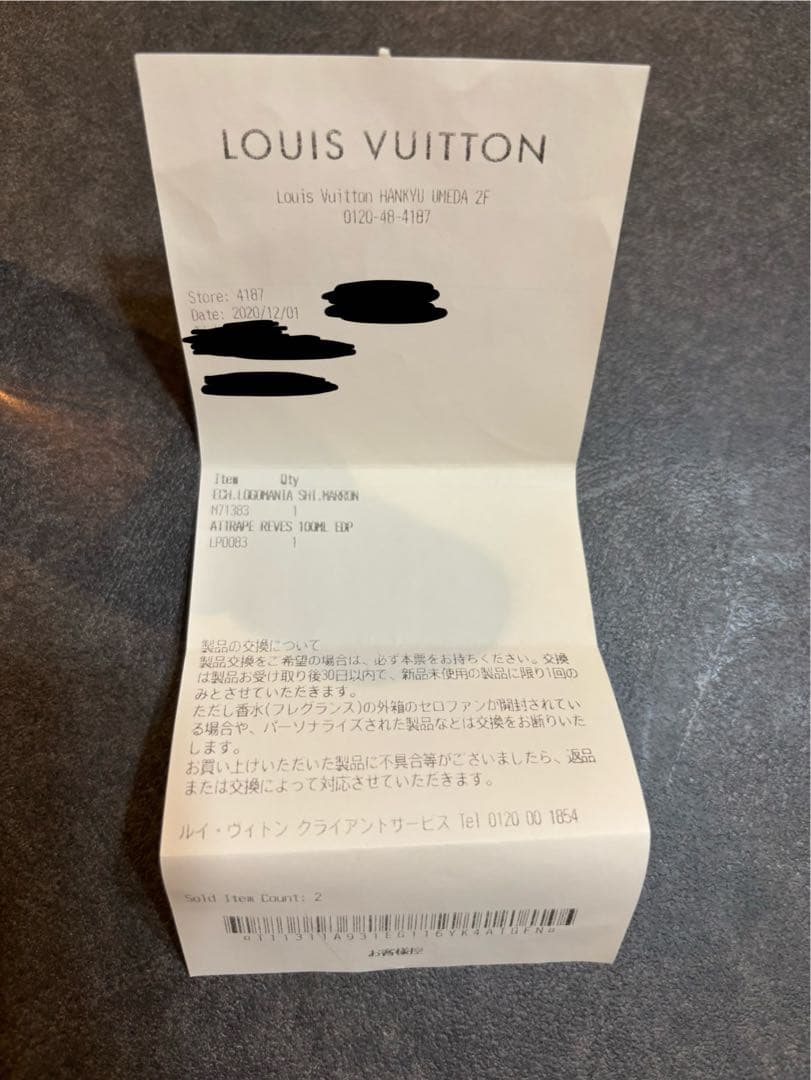 LOUIS VUITTON
Louis Vuitton HANKYU UMEDA 2F
0120-48-4187
Store: 4187
Date: 2020/12/01
Item Qty
ECH.LOGOMANIA SHI.MARRON
M71383 1
ATTRAPE REVES 100ML EDP
LP0083 1
製品の交換について
製品交換をご希望の場合は、必ず本票をお持ちください。交換
は製品お受け取り後30日以内で、新品未使用の製品に限り1回の
みとさせていただきます。
ただし香水(フレグランス)の外箱のセロファンが開封されてい
る場合や、パーソナライズされた製品などは交換をお断りいた
します。
お買い上げいただいた製品に不具合等がございましたら、返品
または交換によって対応させていただきます。
ルイ・ヴィトン クライアントサービス Tel 0120 00 1854
Sold Item Count: 2
お客様控